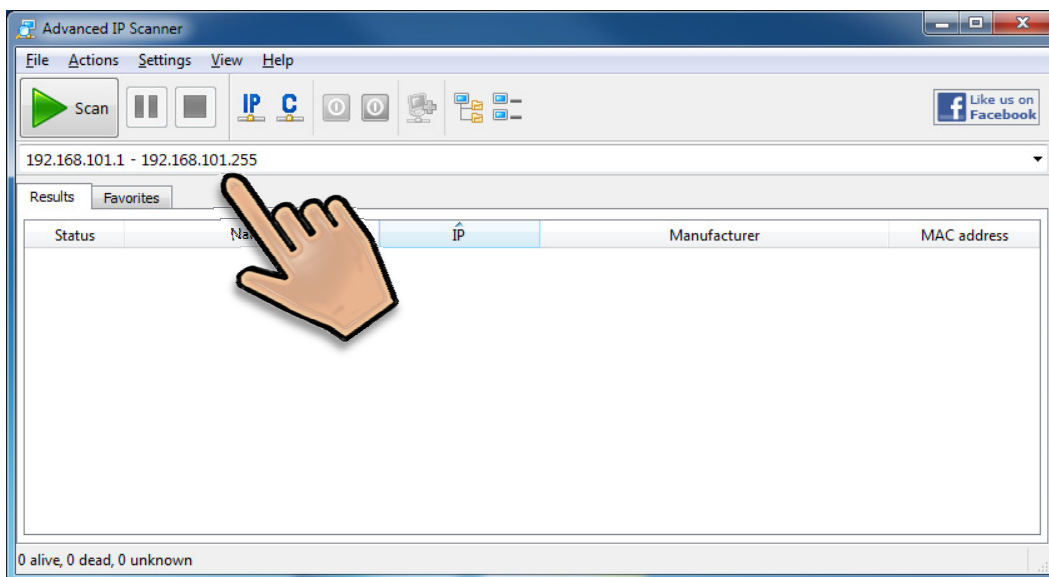 Advanced IP Scanner
File Actions Settings View Help
Scan IP C Like us on
Facebook
192.168.101.1 - 192.168.101.255
Results Favorites
Status IP Manufacturer MAC address
0 alive, 0 dead, 0 unknown